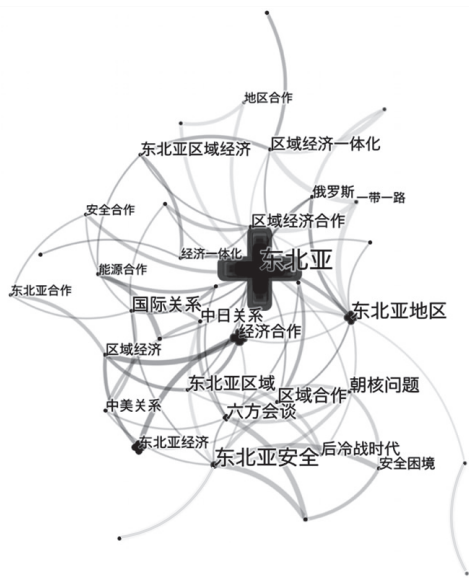 地区合作
东北亚区域经济
区域经济一体化
俄罗斯
一带一路
安全合作
区域经济合作
经济一体化
东北亚
能源合作
东北亚合作
国际关系
中日关系
东北亚地区
经济合作
区域经济
东北亚区域
朝核问题
区域合作
中美关系
六方会谈
东北亚经济
后冷战时代
东北亚安全
安全困境